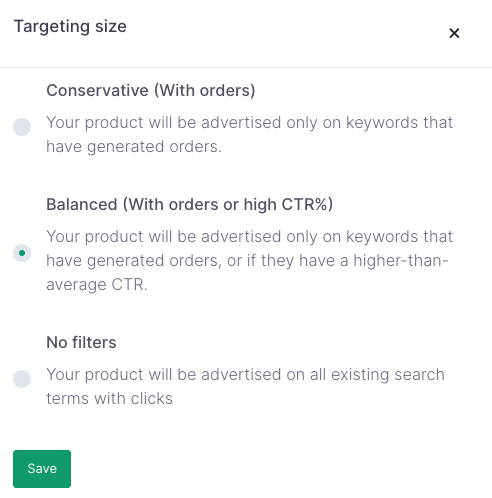 Targeting size
Conservative (With orders)
Your product will be advertised only on keywords that
have generated orders.
Balanced (With orders or high CTR%)
Your product will be advertised only on keywords that
have generated orders, or if they have a higher-than-
average CTR.
No filters
Your product will be advertised on all existing search
terms with clicks
Save